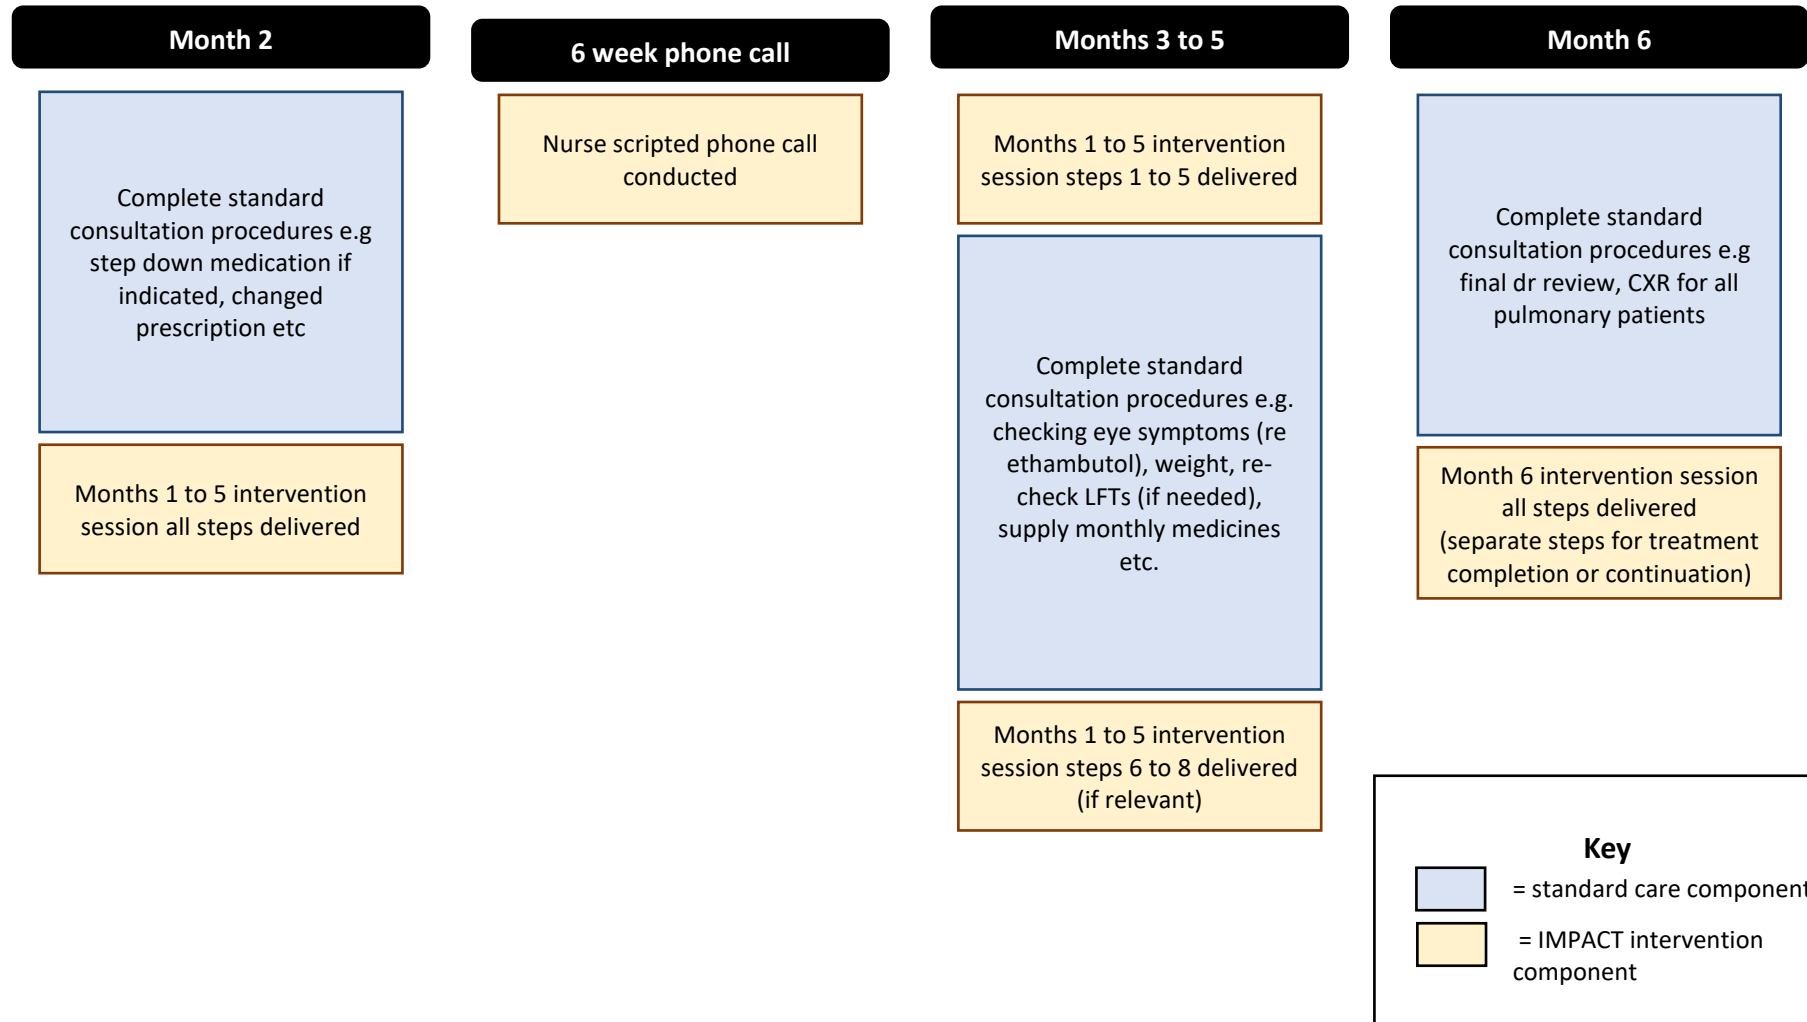 Month 2
Complete standard
consultation procedures e.g
step down medication if
indicated, changed
prescription etc
Months 1 to 5 intervention
session all steps delivered
6 week phone call
Nurse scripted phone call
conducted
Months 3 to 5
Months 1 to 5 intervention
session steps 1 to 5 delivered
Complete standard
consultation procedures e.g.
checking eye symptoms (re
ethambutol), weight, re-
check LFTs (if needed),
supply monthly medicines
etc.
Months 1 to 5 intervention
session steps 6 to 8 delivered
(if relevant)
Month 6
Complete standard
consultation procedures e.g
final dr review, CXR for all
pulmonary patients
Month 6 intervention session
all steps delivered
(separate steps for treatment
completion or continuation)
Key
= standard care component
= IMPACT intervention
component